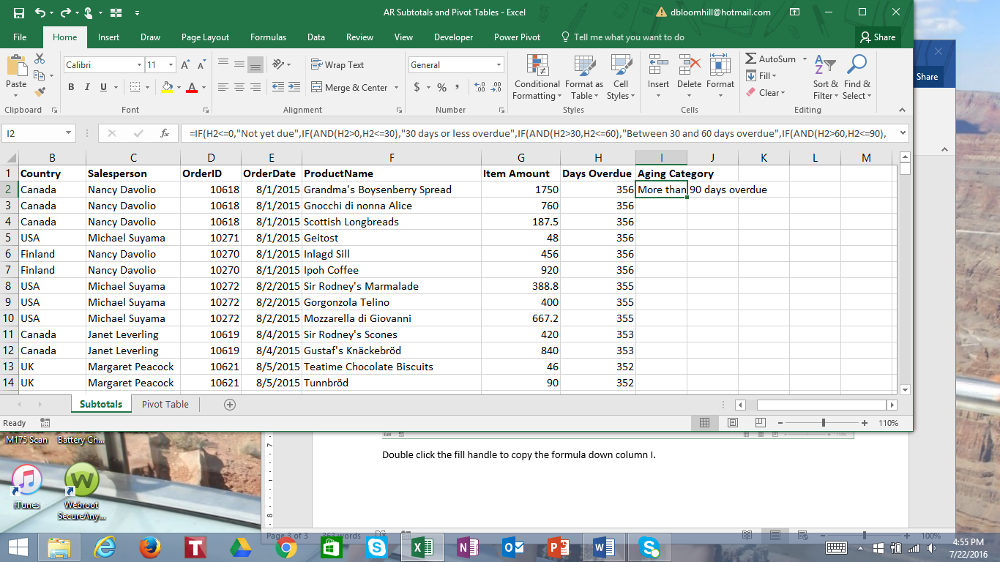 AR Subtotals and Pivot Tables - Excel
dbloomhill@hotmail.com
File Home Insert Draw Page Layout Formulas Data Review View Developer Power Pivot Tell me what you want to do Share
Share
Paste
Calibri 11
B I U
Wrap Text
Merge & Center
General
$ % ,
Conditional Formatting
Format as Table
Cell Styles
Insert Delete Format
AutoSum
Fill
Clear
Sort & Filter
Find & Select
Clipboard Font Alignment Number Styles Cells Editing
I2 fx =IF(H2<=0,"Not yet due",IF(AND(H2>0,H2<=30),"30 days or less overdue",IF(AND(H2>30,H2<=60),"Between 30 and 60 days overdue",IF(AND(H2>60,H2<=90),
B C D E F G H I J K L M
1 Country Salesperson OrderID OrderDate ProductName Item Amount Days Overdue Aging Category
2 Canada Nancy Davolio 10618 8/1/2015 Grandma's Boysenberry Spread 1750 356 More than 90 days overdue
3 Canada Nancy Davolio 10618 8/1/2015 Gnocchi di nonna Alice 760 356
4 Canada Nancy Davolio 10618 8/1/2015 Scottish Longbreads 187.5 356
5 USA Michael Suyama 10271 8/1/2015 Geitost 48 356
6 Finland Nancy Davolio 10270 8/1/2015 Inlagd Sill 456 356
7 Finland Nancy Davolio 10270 8/1/2015 Ipoh Coffee 920 356
8 USA Michael Suyama 10272 8/2/2015 Sir Rodney's Marmalade 388.8 355
9 USA Michael Suyama 10272 8/2/2015 Gorgonzola Telino 400 355
10 USA Michael Suyama 10272 8/2/2015 Mozzarella di Giovanni 667.2 355
11 Canada Janet Leverling 10619 8/4/2015 Sir Rodney's Scones 420 353
12 Canada Janet Leverling 10619 8/4/2015 Gustaf's Knäckebröd 840 353
13 UK Margaret Peacock 10621 8/5/2015 Teatime Chocolate Biscuits 46 352
14 UK Margaret Peacock 10621 8/5/2015 Tunnbröd 90 352
Subtotals Pivot Table
Ready 110%
M175 Scan Battery Ch...
Double click the fill handle to copy the formula down column I.
iTunes Webroot SecureAny...
Page 3 of 3 363 words 100%
4:55 PM
7/22/2016